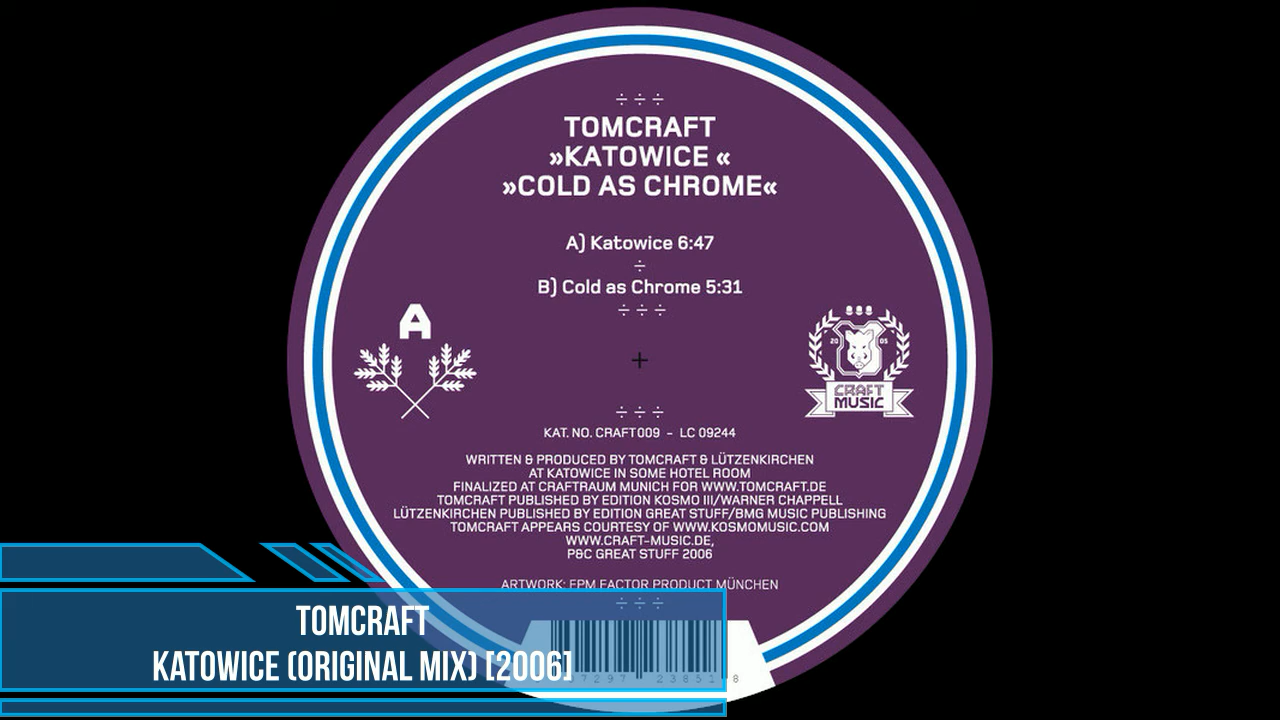 ÷ ÷ ÷
TOMCRAFT
»KATOWICE «
»COLD AS CHROME«
A) Katowice 6:47
÷
B) Cold as Chrome 5:31
÷ ÷ ÷
A
20 05
CRAFT
MUSIC
÷ ÷ ÷
KAT. NO. CRAFT009 – LC 09244
WRITTEN & PRODUCED BY TOMCRAFT & LÜTZENKIRCHEN
AT KATOWICE IN SOME HOTEL ROOM
FINALIZED AT CRAFTRAUM MUNICH FOR WWW.TOMCRAFT.DE
TOMCRAFT PUBLISHED BY EDITION KOSMO III/WARNER CHAPPELL
LÜTZENKIRCHEN PUBLISHED BY EDITION GREAT STUFF/BMG MUSIC PUBLISHING
TOMCRAFT APPEARS COURTESY OF WWW.KOSMOMUSIC.COM
WWW.CRAFT-MUSIC.DE,
P&C GREAT STUFF 2006
ARTWORK: FPM FACTOR PRODUCT MÜNCHEN
÷ ÷ ÷
TOMCRAFT
KATOWICE (ORIGINAL MIX) [2006]